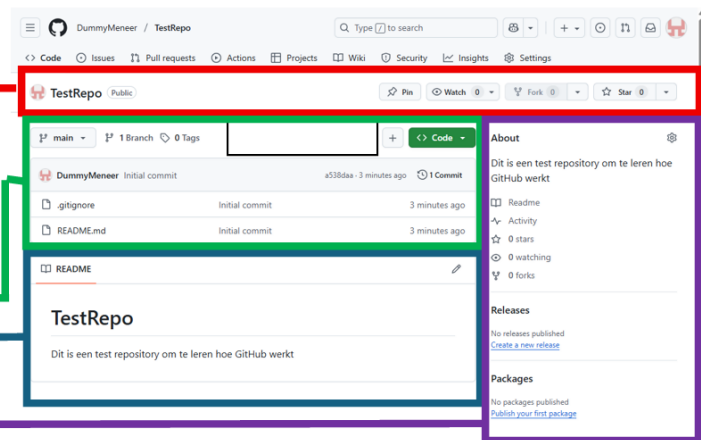 DummyMeneer / TestRepo
Type / to search
Code Issues Pull requests Actions Projects Wiki Security Insights Settings
TestRepo Public
Pin Watch 0 Fork 0 Star 0
main 1 Branch 0 Tags
+ <> Code
DummyMeneer Initial commit a538daa · 3 minutes ago 1 Commit
.gitignore Initial commit 3 minutes ago
README.md Initial commit 3 minutes ago
README
TestRepo
Dit is een test repository om te leren hoe GitHub werkt
About
Dit is een test repository om te leren hoe
GitHub werkt
Readme
Activity
0 stars
0 watching
0 forks
Releases
No releases published
Create a new release
Packages
No packages published
Publish your first package